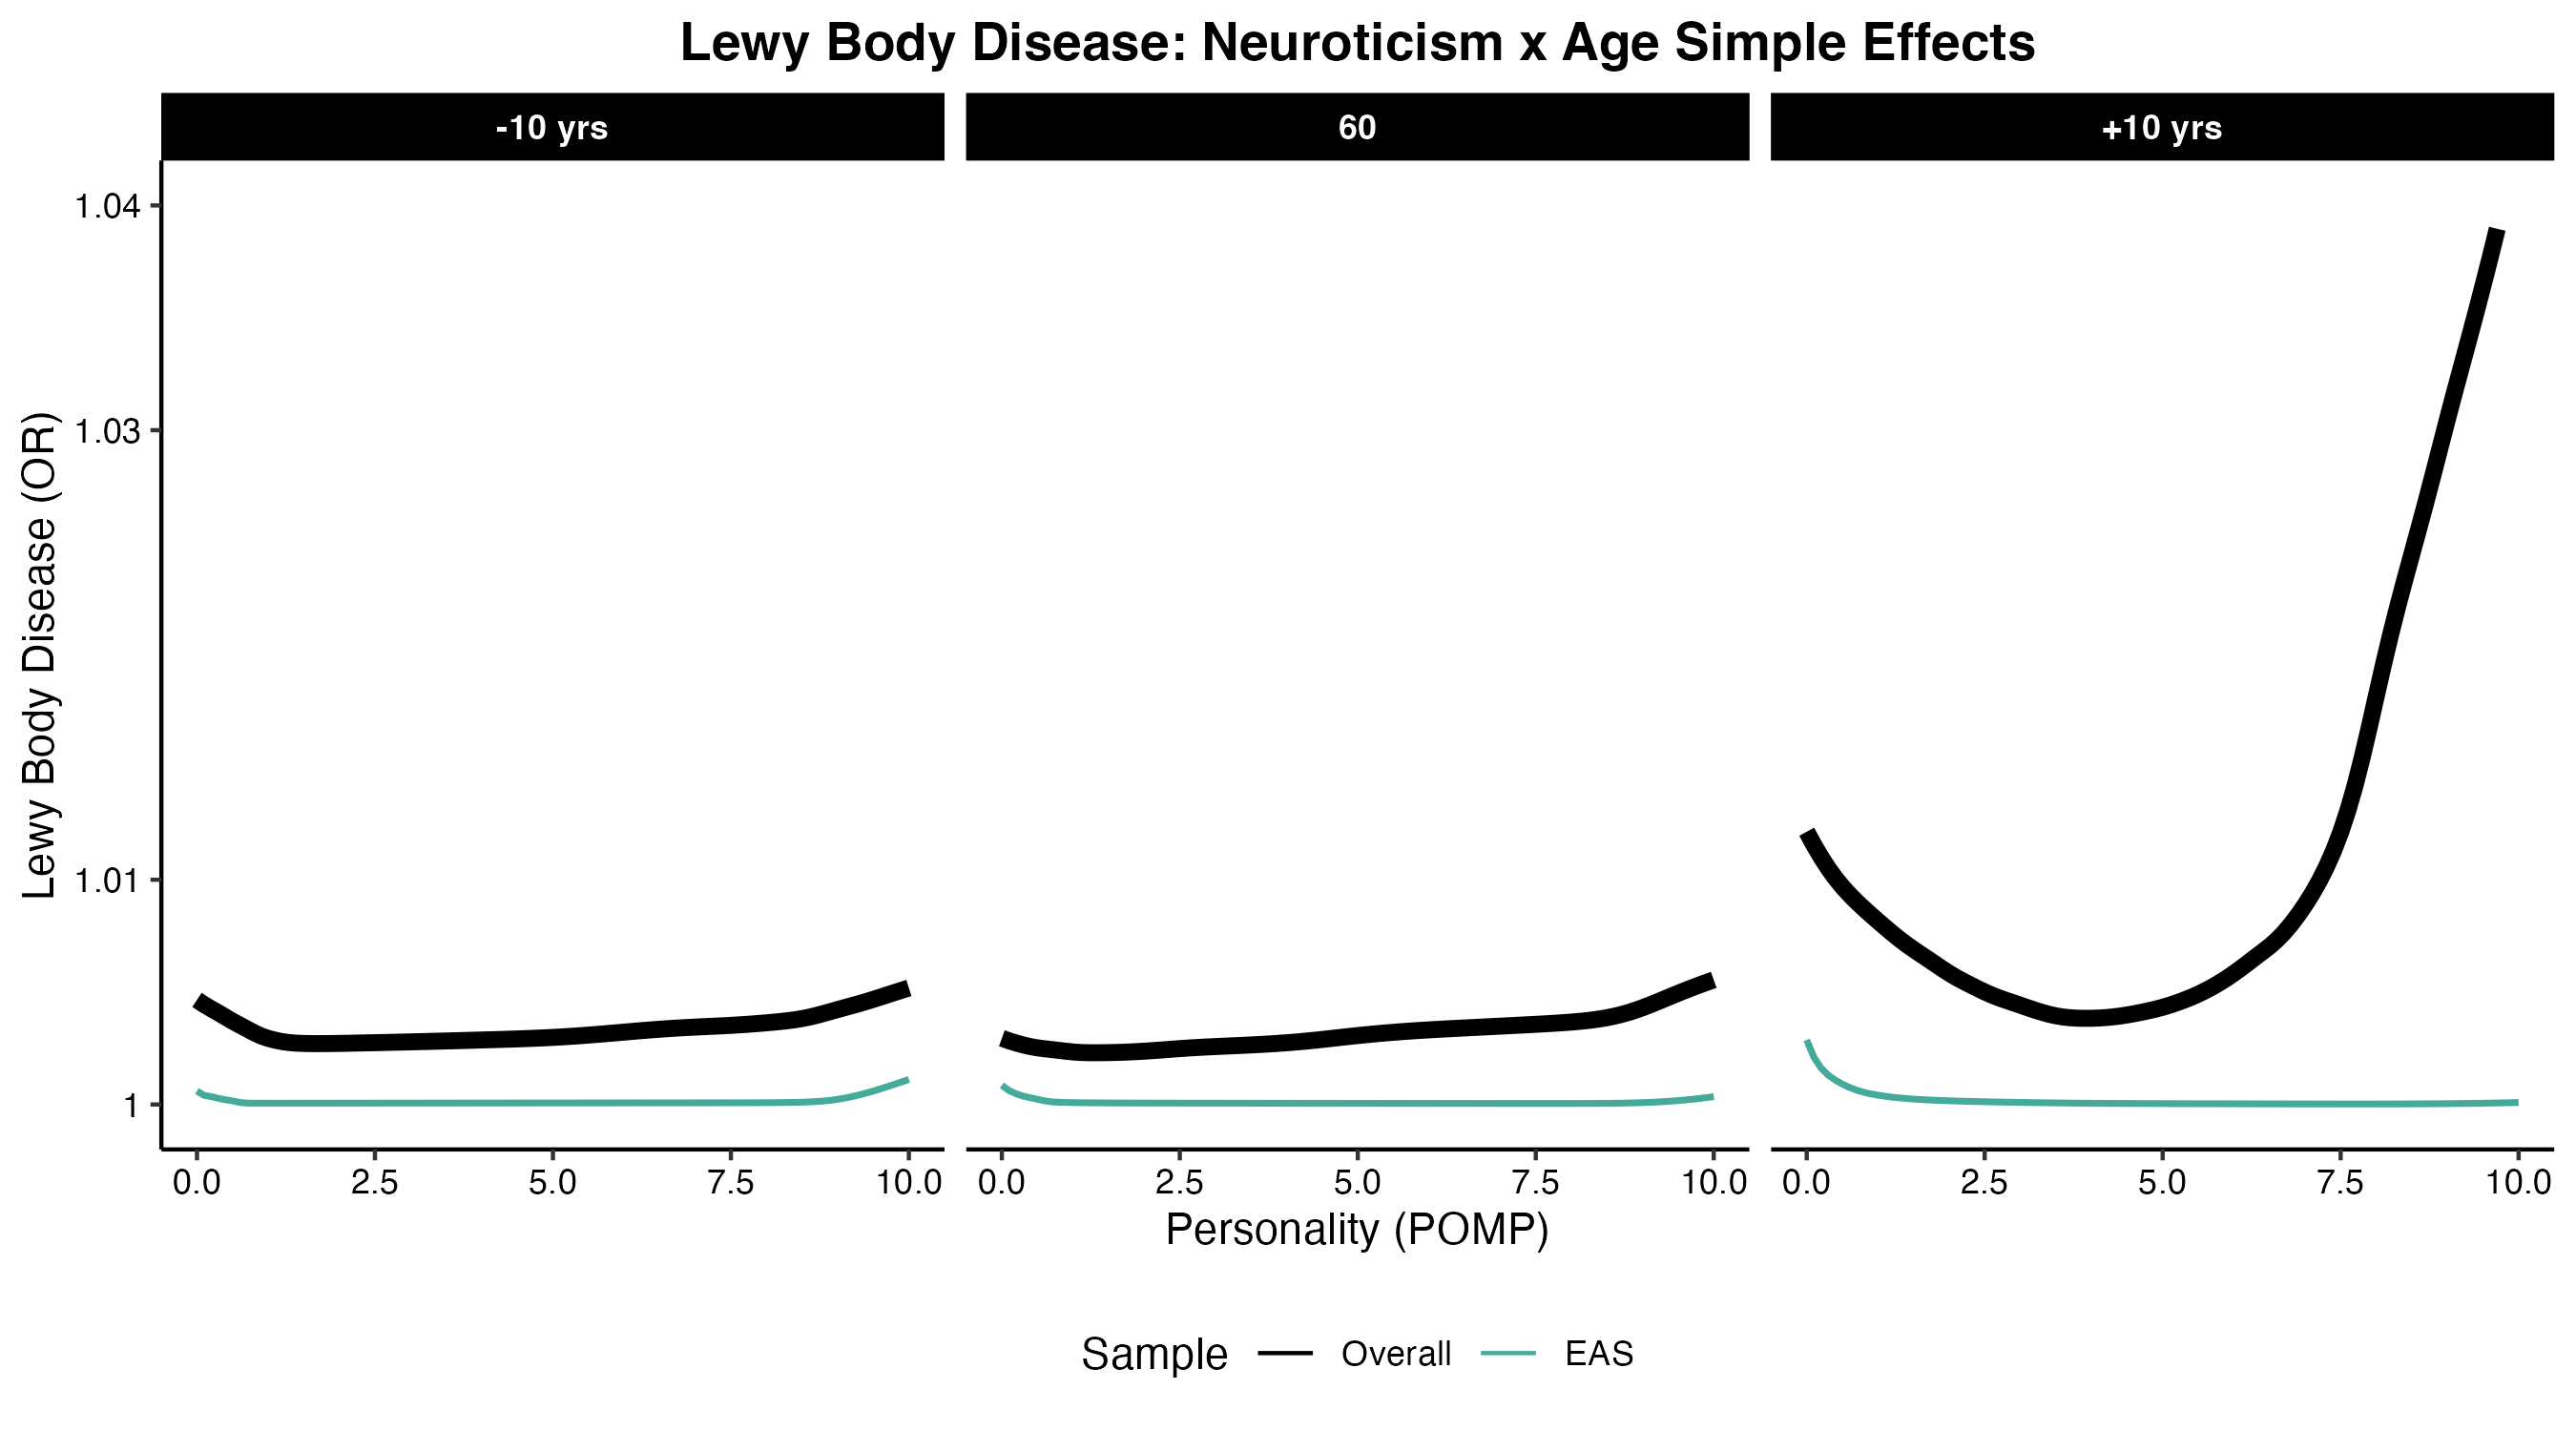 Lewy Body Disease: Neuroticism x Age Simple Effects
-10 yrs
60
+10 yrs
Lewy Body Disease (OR)
1.04
1.03
1.01
1
0.0 2.5 5.0 7.5 10.0
0.0 2.5 5.0 7.5 10.0
0.0 2.5 5.0 7.5 10.0
Personality (POMP)
Sample Overall EAS